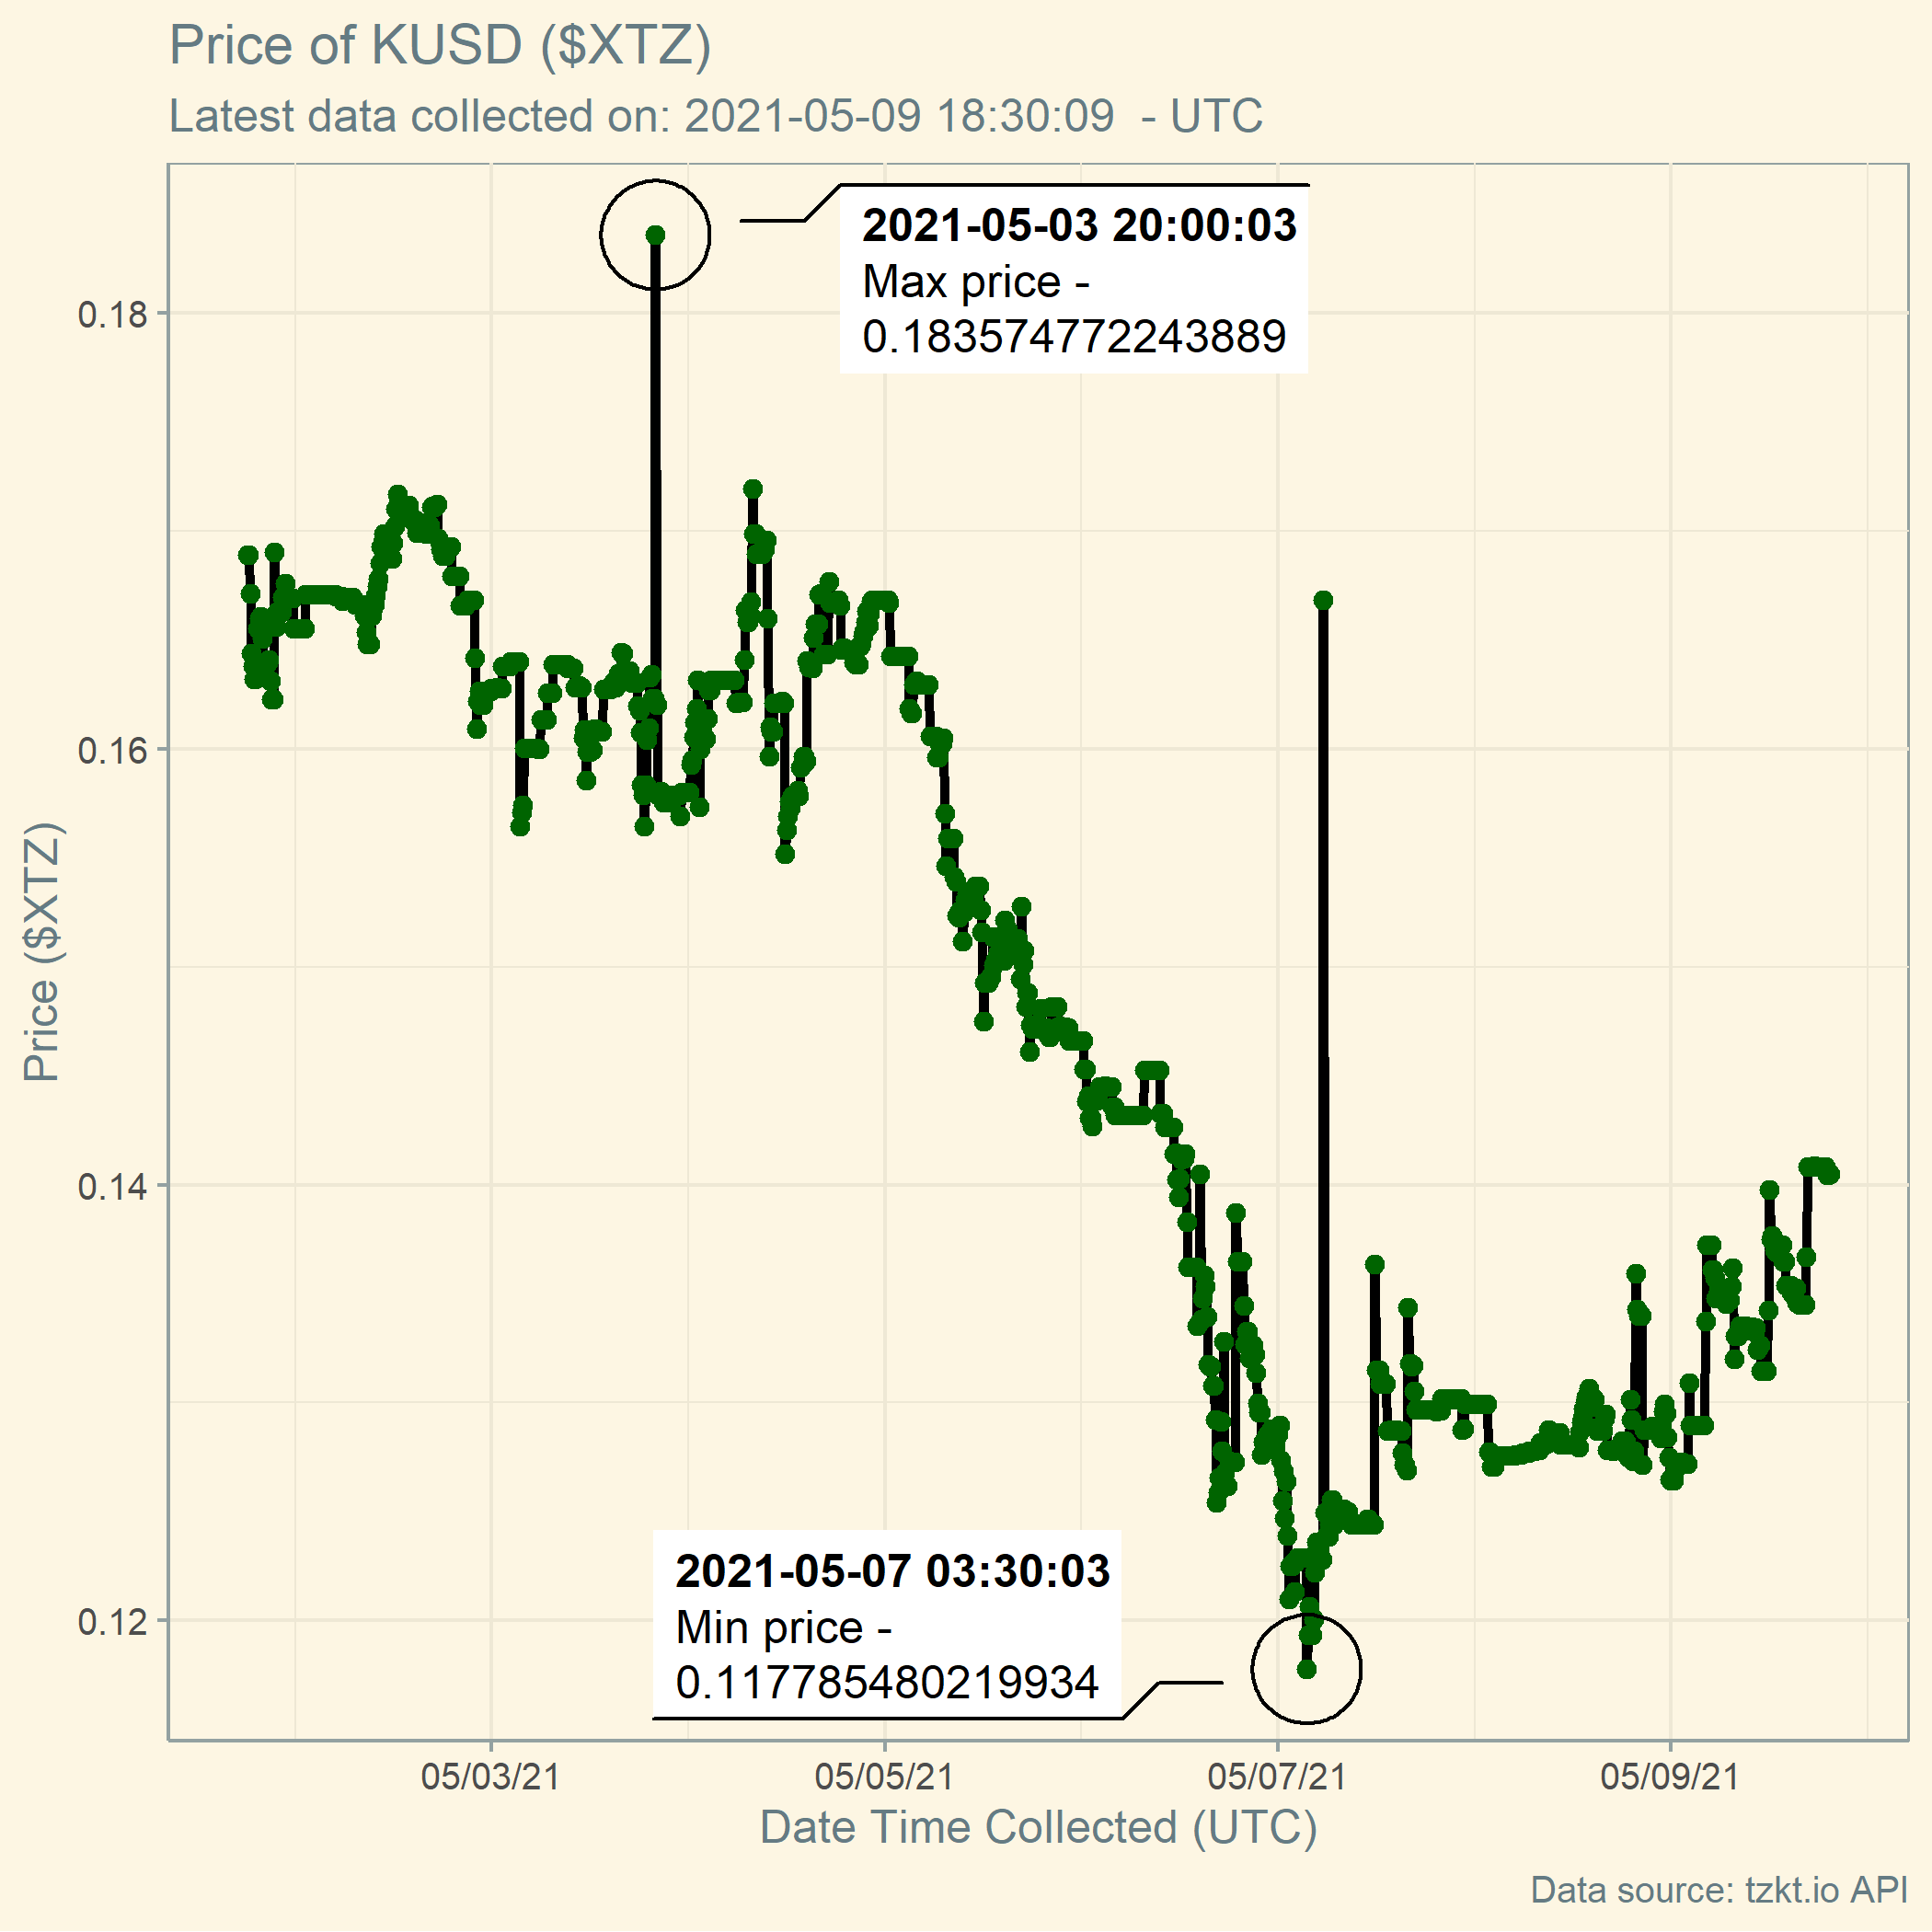 Price of KUSD ($XTZ)
Latest data collected on: 2021-05-09 18:30:09  - UTC
2021-05-03 20:00:03
Max price -
0.183574772243889
0.18
0.16
0.14
0.12
Price ($XTZ)
2021-05-07 03:30:03
Min price -
0.117785480219934
05/03/21
05/05/21
05/07/21
05/09/21
Date Time Collected (UTC)
Data source: tzkt.io API